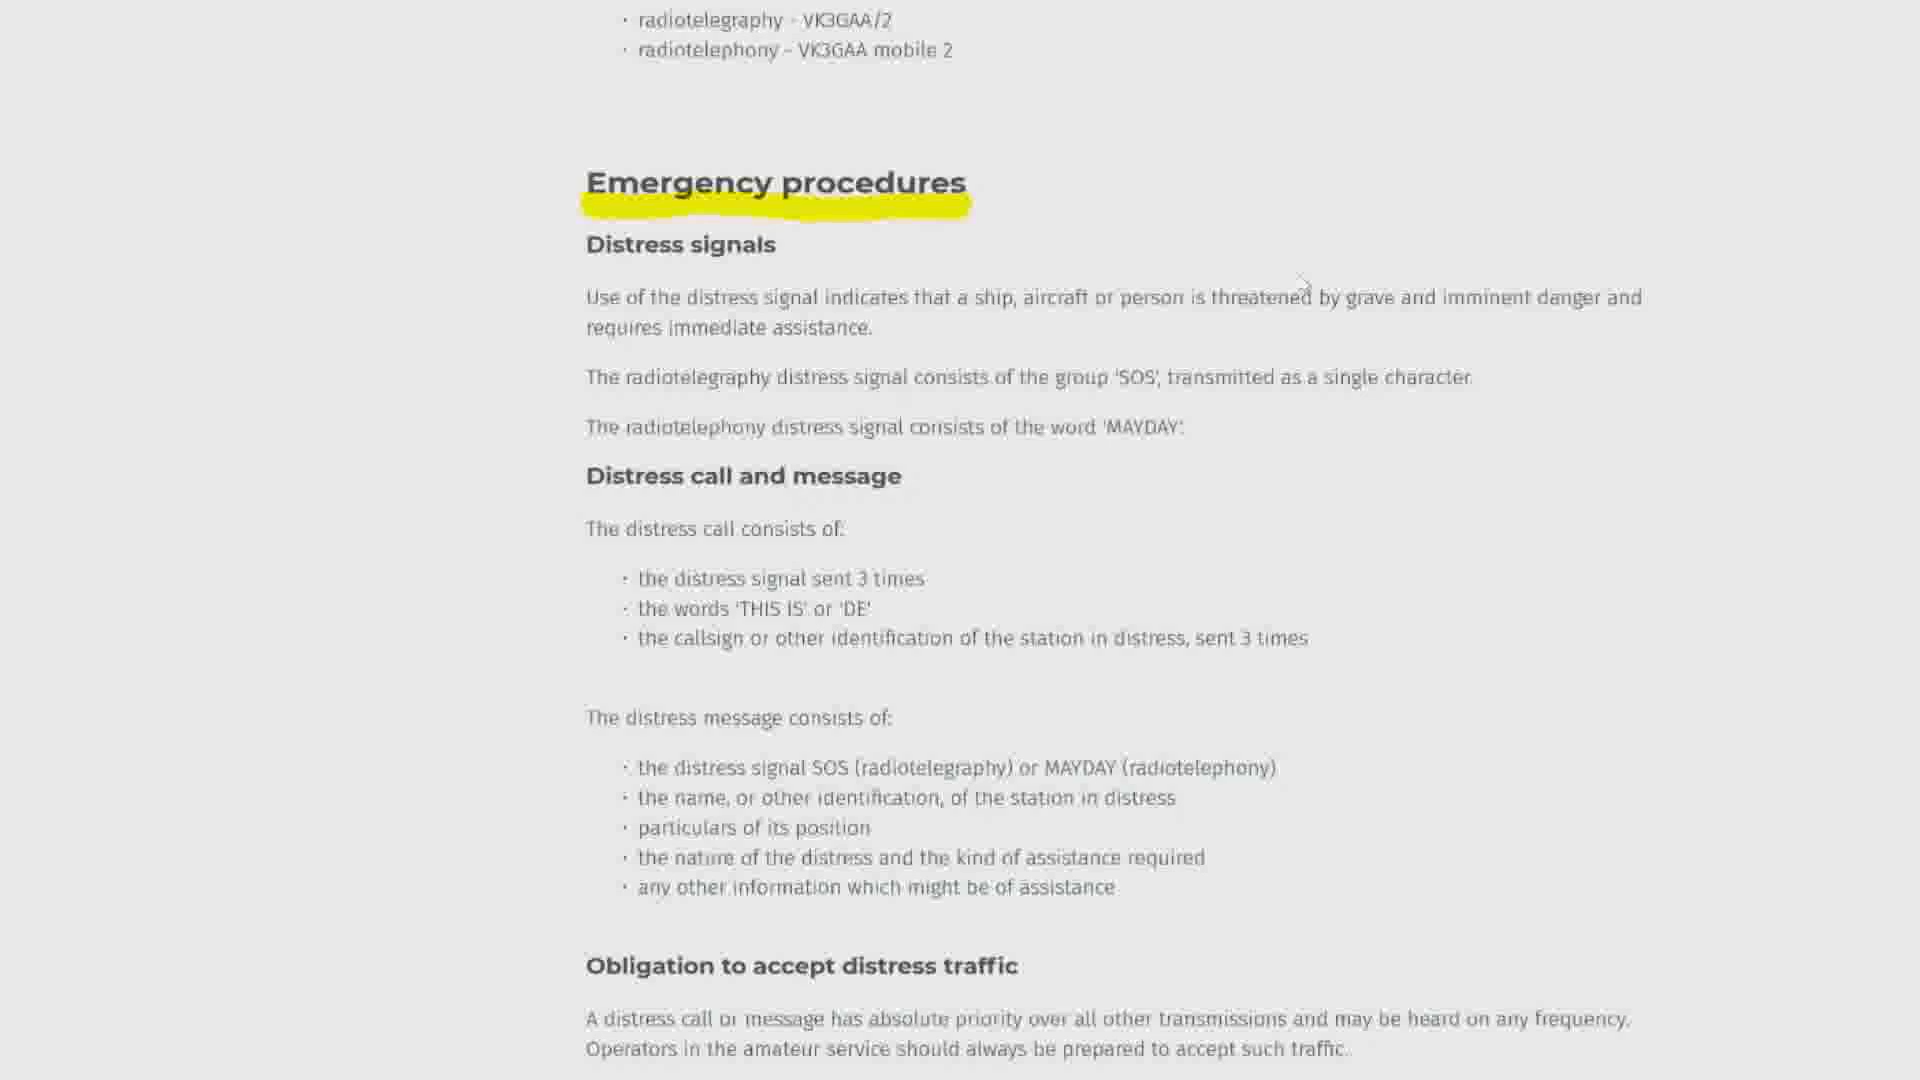 · radiotelegraphy - VK3GAA/2
· radiotelephony - VK3GAA mobile 2
Emergency procedures
Distress signals
Use of the distress signal indicates that a ship, aircraft or person is threatened by grave and imminent danger and
requires immediate assistance.
The radiotelegraphy distress signal consists of the group ‘SOS’, transmitted as a single character.
The radiotelephony distress signal consists of the word ‘MAYDAY’.
Distress call and message
The distress call consists of:
· the distress signal sent 3 times
· the words ‘THIS IS’ or ‘DE’
· the callsign or other identification of the station in distress, sent 3 times
The distress message consists of:
· the distress signal SOS (radiotelegraphy) or MAYDAY (radiotelephony)
· the name, or other identification, of the station in distress
· particulars of its position
· the nature of the distress and the kind of assistance required
· any other information which might be of assistance
Obligation to accept distress traffic
A distress call or message has absolute priority over all other transmissions and may be heard on any frequency.
Operators in the amateur service should always be prepared to accept such traffic.